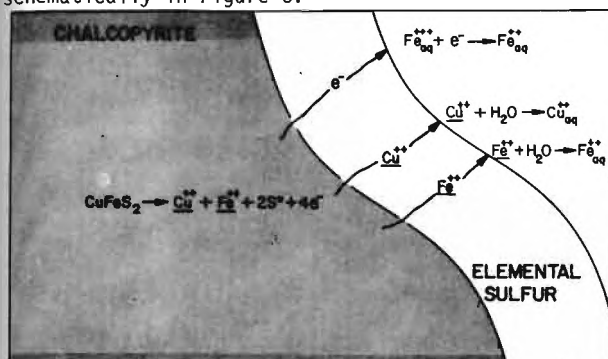 schematically in Figure 8.
CHALCOPYRITE
Fe+++aq + e- → Fe++aq
e-
Cu++ + H2O → Cu++aq
Cu++
Fe++ + H2O → Fe++aq
Fe++
CuFeS2 → Cu++ + Fe++ + 2S° + 4e-
ELEMENTAL
SULFUR